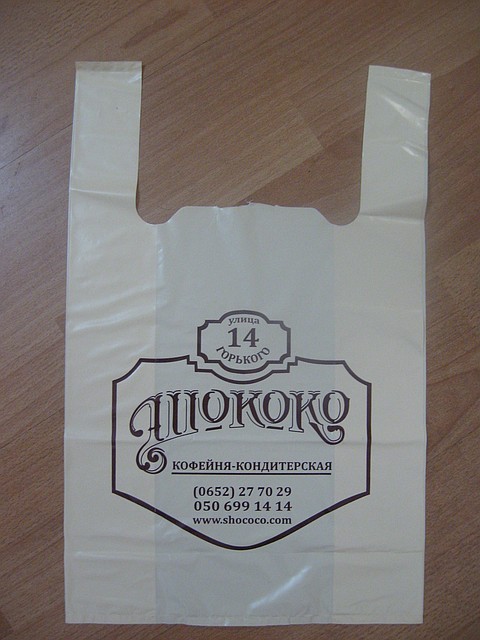 улица
14
ГОРЬКОГО
ШОКОКО
КОФЕЙНЯ-КОНДИТЕРСКАЯ
(0652) 27 70 29
050 699 14 14
www.shococo.com